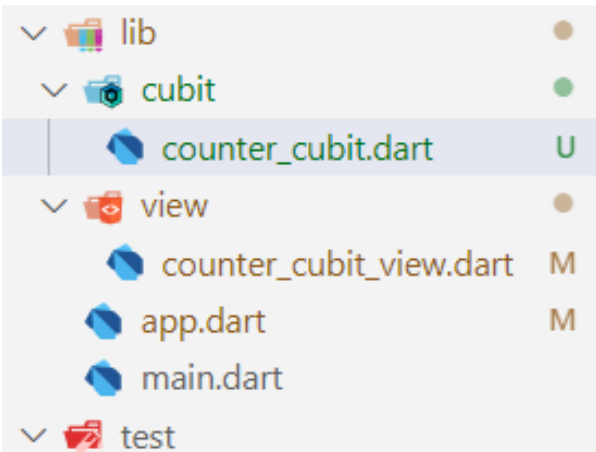 lib
cubit
counter_cubit.dart U
view
counter_cubit_view.dart M
app.dart M
main.dart
test